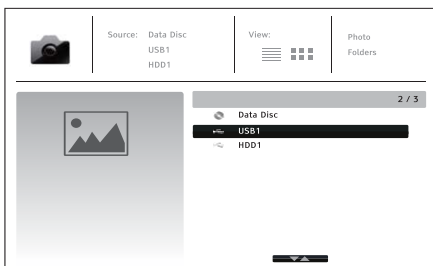 Source: Data Disc
USB1
HDD1
View:
Photo
Folders
2 / 3
Data Disc
USB1
HDD1